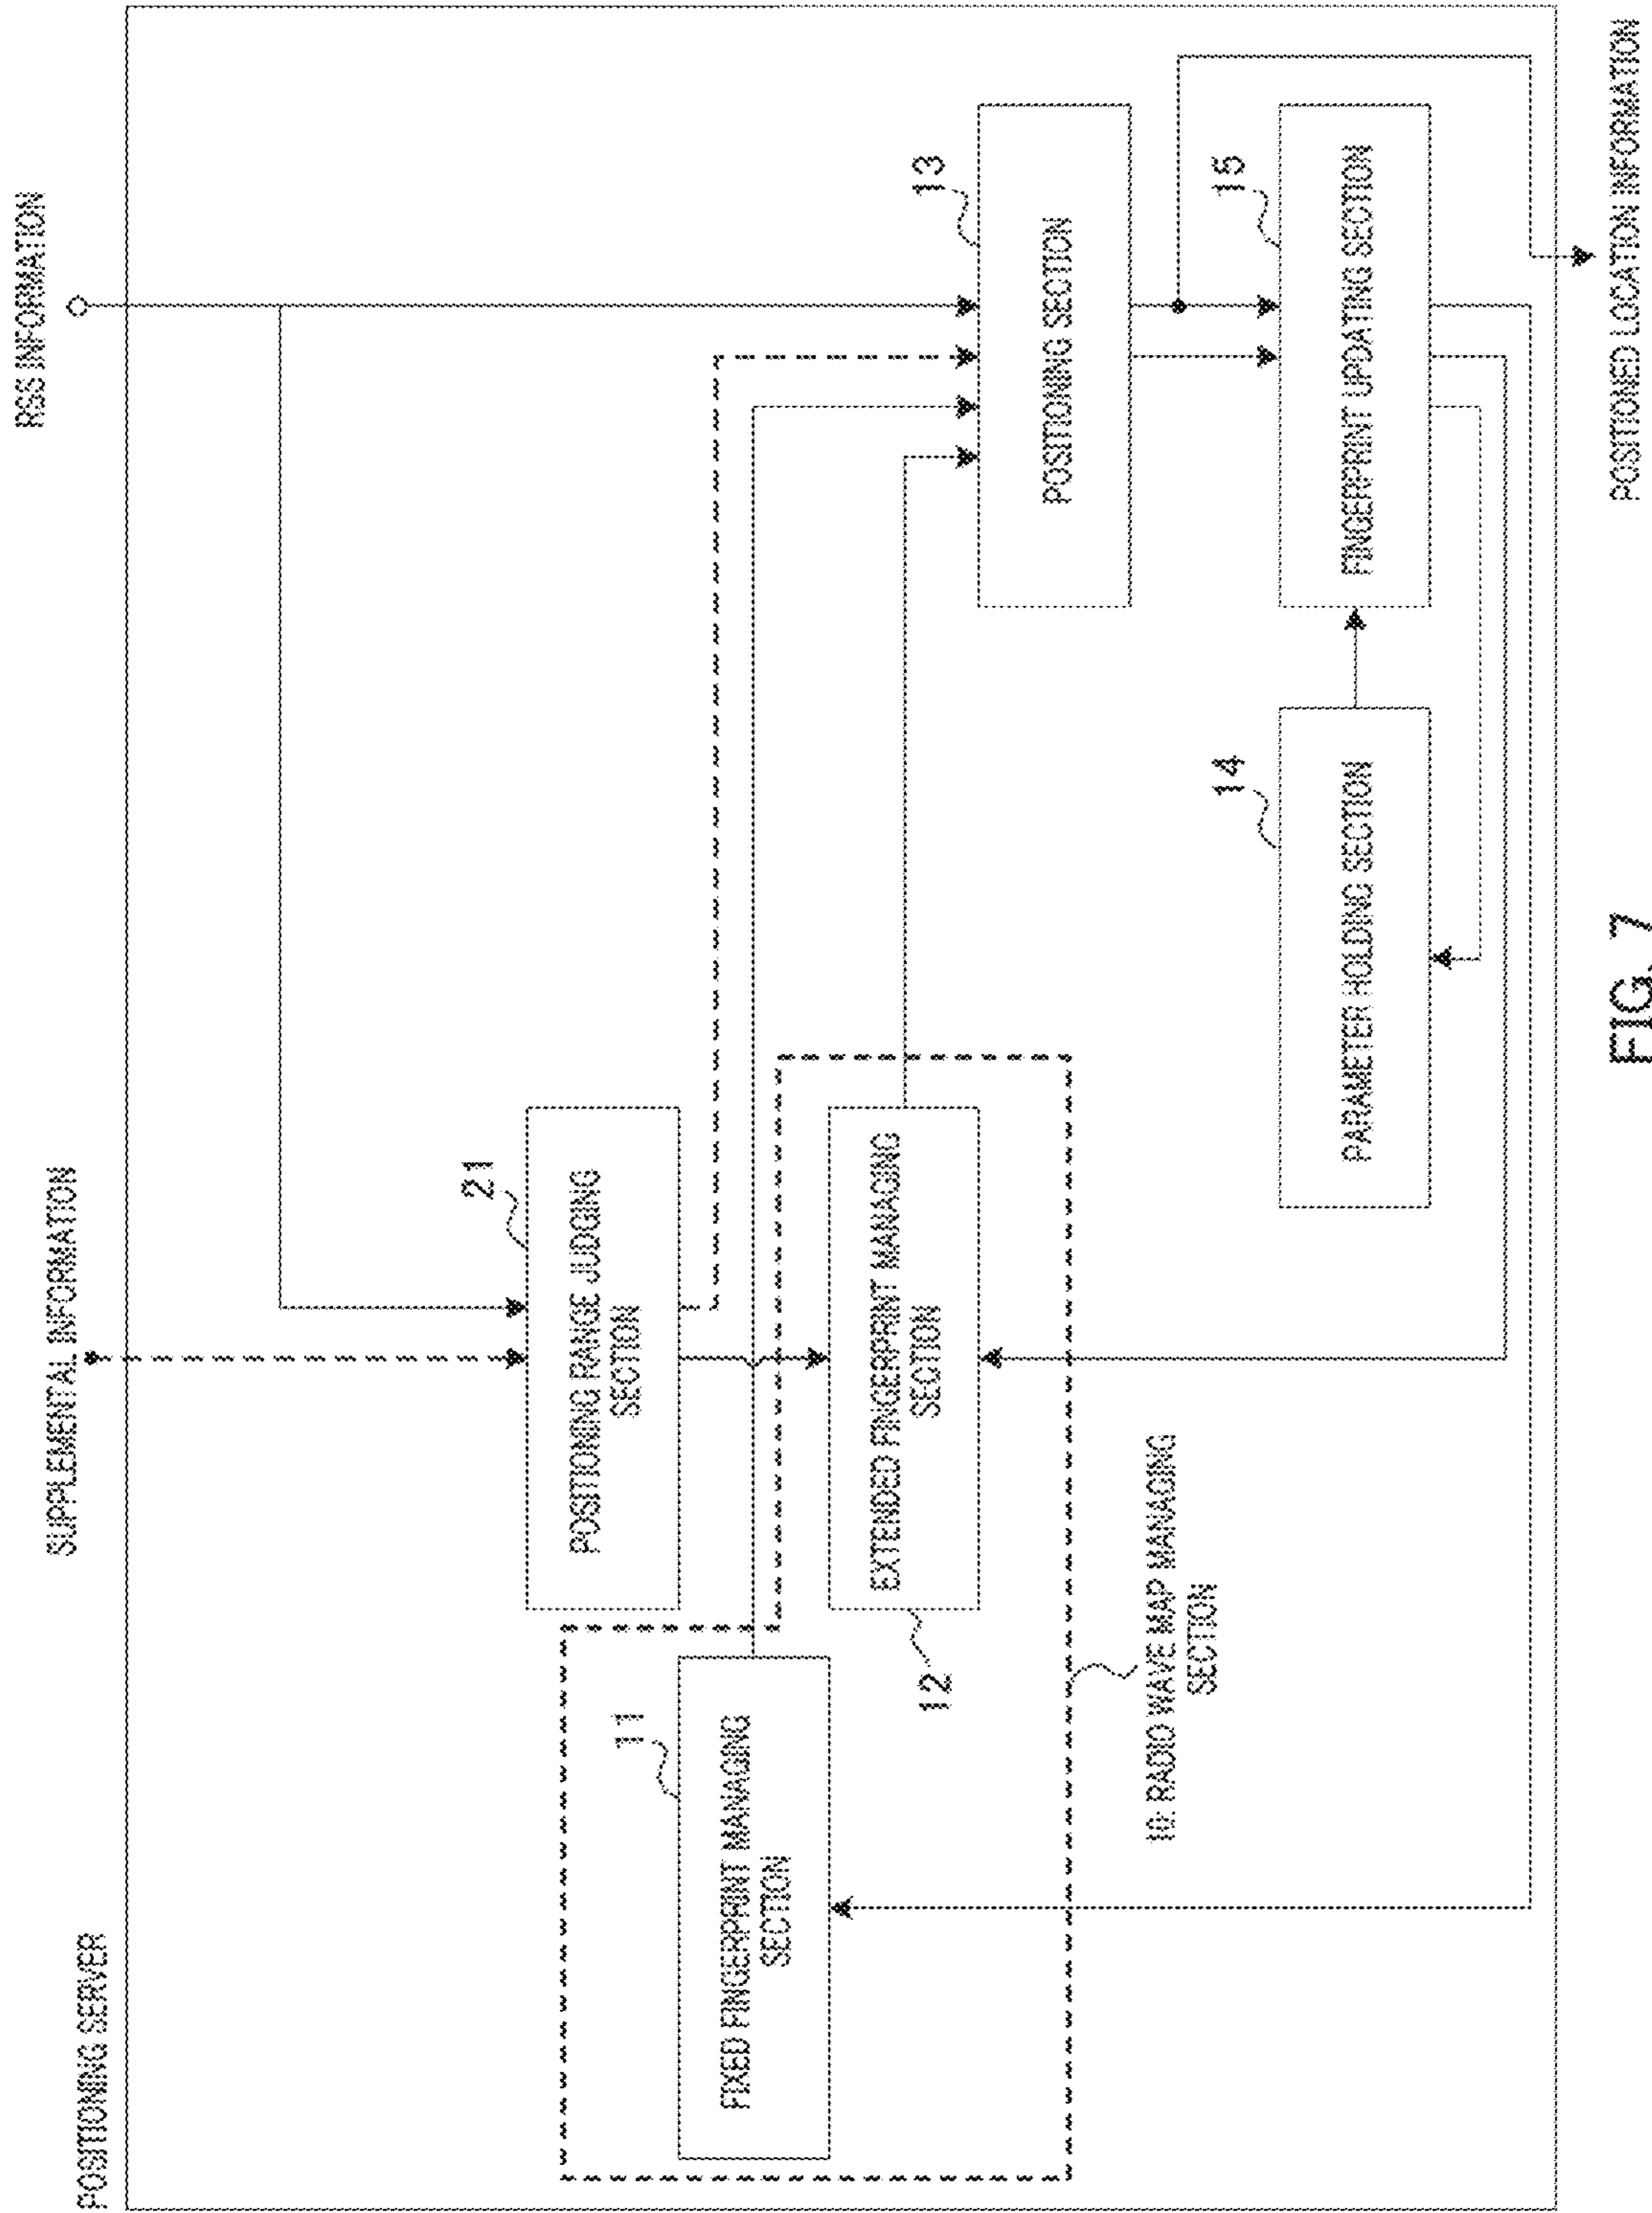 POSITIONING SERVER
SUPPLEMENTAL INFORMATION
RSS INFORMATION
21
POSITIONING RANGE JUDGING
SECTION
11
FIXED FINGERPRINT MANAGING
SECTION
EXTENDED FINGERPRINT MANAGING
SECTION
12
13
POSITIONING SECTION
10: RADIO WAVE MAP MANAGING
SECTION
14
PARAMETER HOLDING SECTION
15
FINGERPRINT UPDATING SECTION
POSITIONED LOCATION INFORMATION
FIG. 7